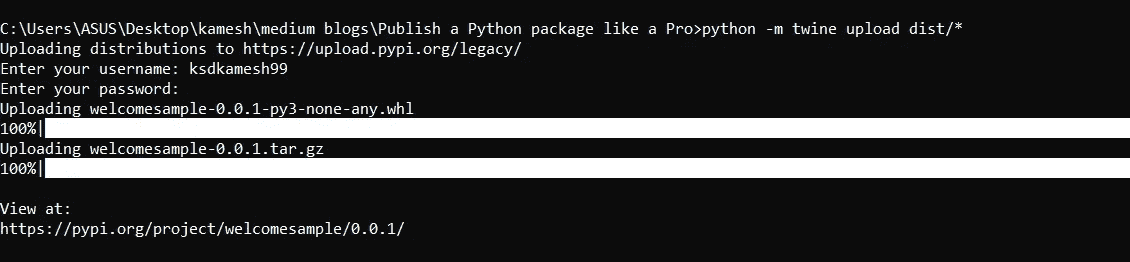 C:\Users\ASUS\Desktop\kamesh\medium blogs\Publish a Python package like a Pro>python -m twine upload dist/*
Uploading distributions to https://upload.pypi.org/legacy/
Enter your username: ksdkamesh99
Enter your password:
Uploading welcomesample-0.0.1-py3-none-any.whl
100%|
Uploading welcomesample-0.0.1.tar.gz
100%|
View at:
https://pypi.org/project/welcomesample/0.0.1/